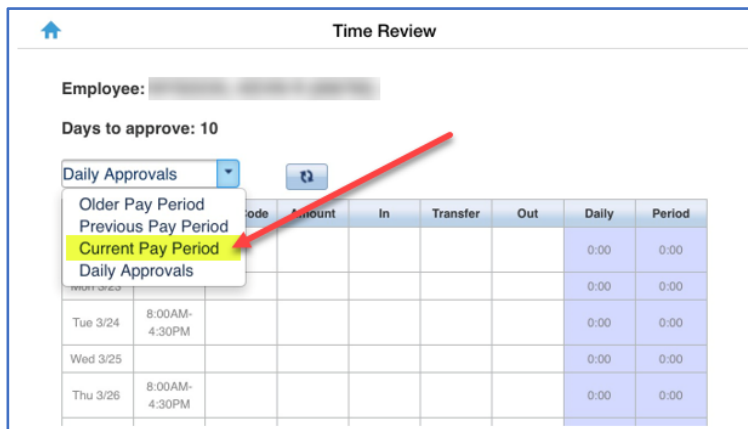 Time Review
Employee:
Days to approve: 10
Daily Approvals
Older Pay Period
Previous Pay Period
Current Pay Period
Daily Approvals
Amount In Transfer Out Daily Period
0:00 0:00
Mon 3/23 0:00 0:00
Tue 3/24 8:00AM-
4:30PM 0:00 0:00
Wed 3/25 0:00 0:00
Thu 3/26 8:00AM-
4:30PM 0:00 0:00